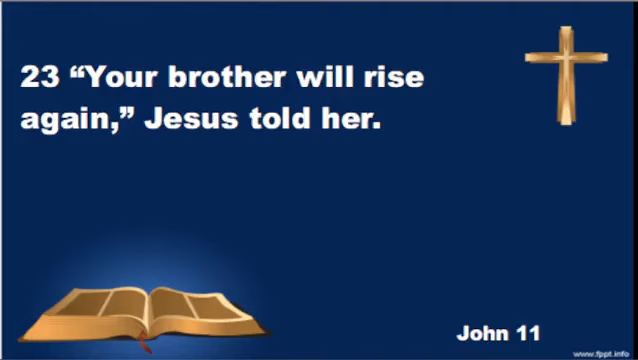 23 “Your brother will rise
again,” Jesus told her.
John 11
www.fppt.info